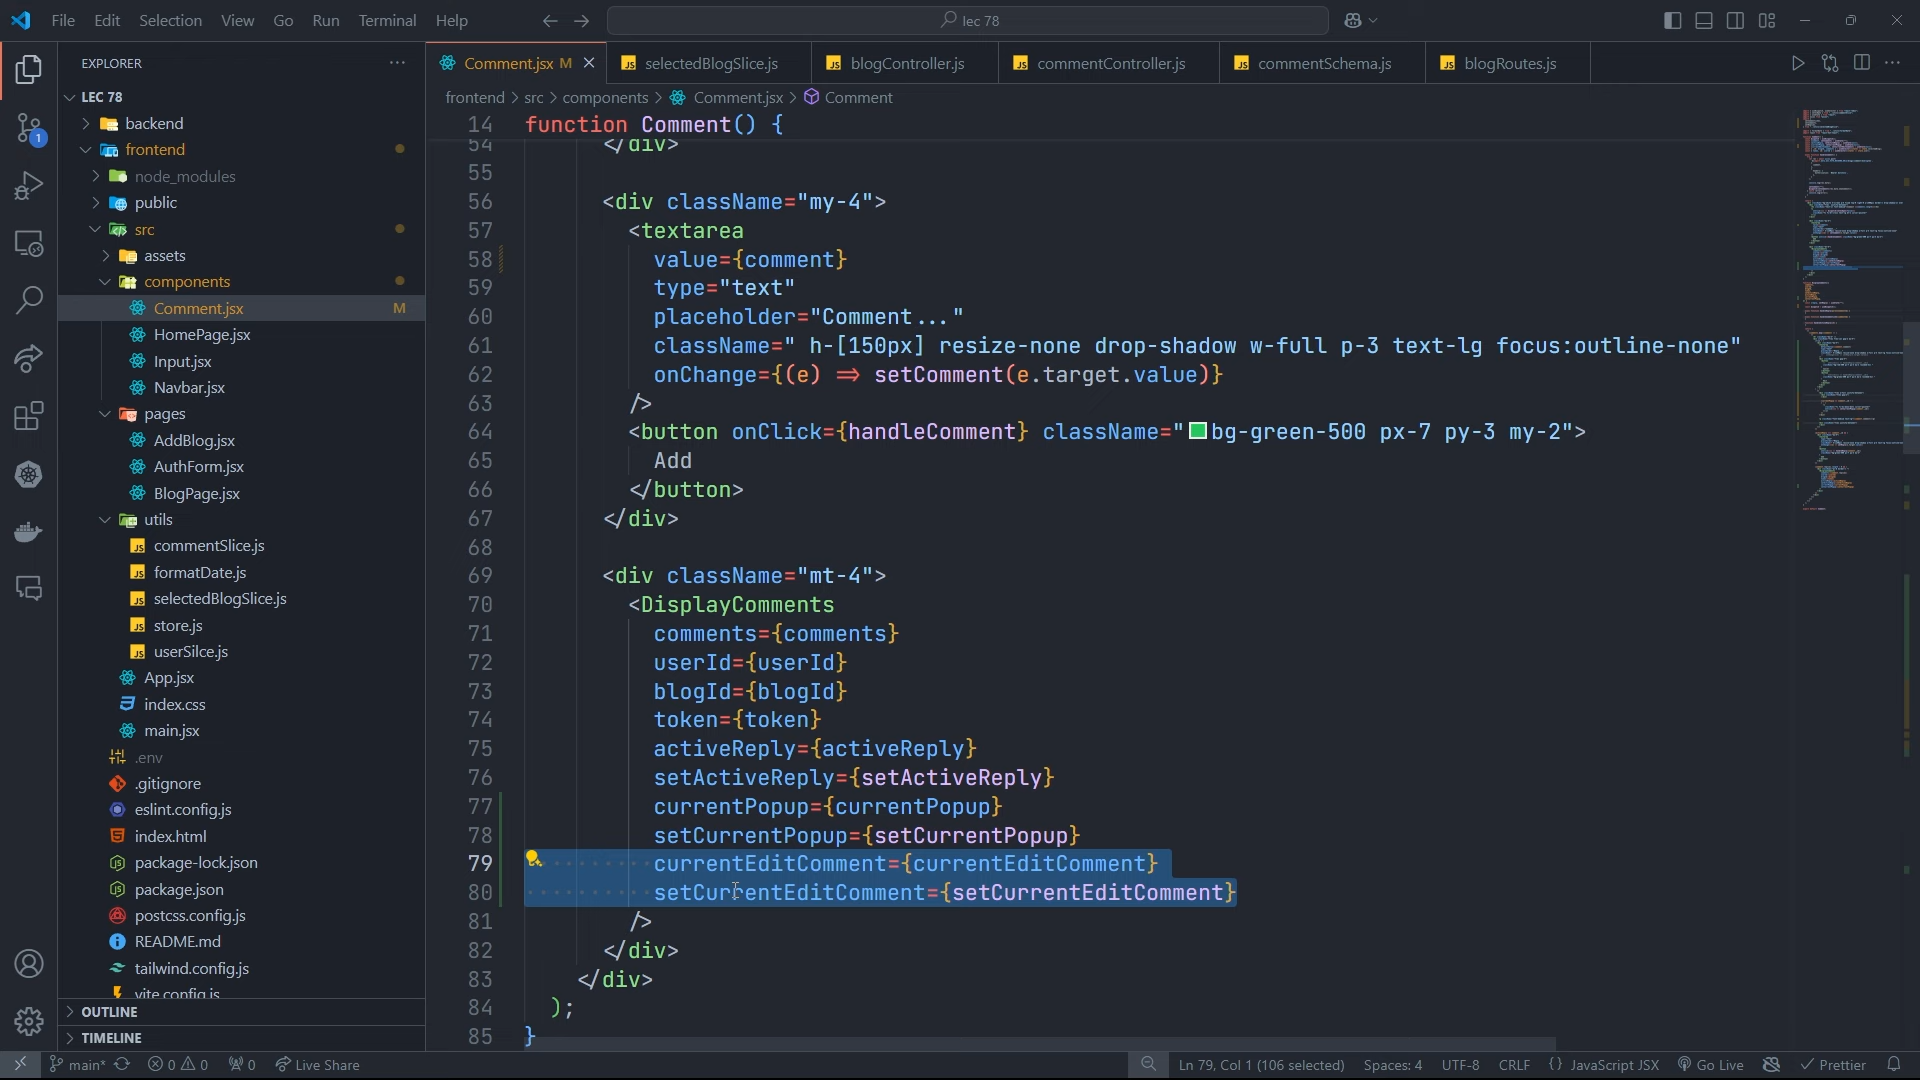 File Edit Selection View Go Run Terminal Help
lec 78
EXPLORER
LEC 78
backend
frontend
node_modules
public
src
assets
components
Comment.jsx M
HomePage.jsx
Input.jsx
Navbar.jsx
pages
AddBlog.jsx
AuthForm.jsx
BlogPage.jsx
utils
commentSlice.js
formatDate.js
selectedBlogSlice.js
store.js
userSilce.js
App.jsx
index.css
main.jsx
.env
.gitignore
eslint.config.js
index.html
package-lock.json
package.json
postcss.config.js
README.md
tailwind.config.js
vite.config.js
OUTLINE
TIMELINE
Comment.jsx M selectedBlogSlice.js blogController.js commentController.js commentSchema.js blogRoutes.js
frontend > src > components > Comment.jsx > Comment
14 function Comment() {
54 </div>
55
56 <div className="my-4">
57 <textarea
58 value={comment}
59 type="text"
60 placeholder="Comment..."
61 className=" h-[150px] resize-none drop-shadow w-full p-3 text-lg focus:outline-none"
62 onChange={(e) => setComment(e.target.value)}
63 />
64 <button onClick={handleComment} className="bg-green-500 px-7 py-3 my-2">
65 Add
66 </button>
67 </div>
68
69 <div className="mt-4">
70 <DisplayComments
71 comments={comments}
72 userId={userId}
73 blogId={blogId}
74 token={token}
75 activeReply={activeReply}
76 setActiveReply={setActiveReply}
77 currentPopup={currentPopup}
78 setCurrentPopup={setCurrentPopup}
79 currentEditComment={currentEditComment}
80 setCurrentEditComment={setCurrentEditComment}
81 />
82 </div>
83 </div>
84 );
85 }
main* 0 0 0 Live Share Ln 79, Col 1 (106 selected) Spaces: 4 UTF-8 CRLF {} JavaScript JSX Go Live Prettier